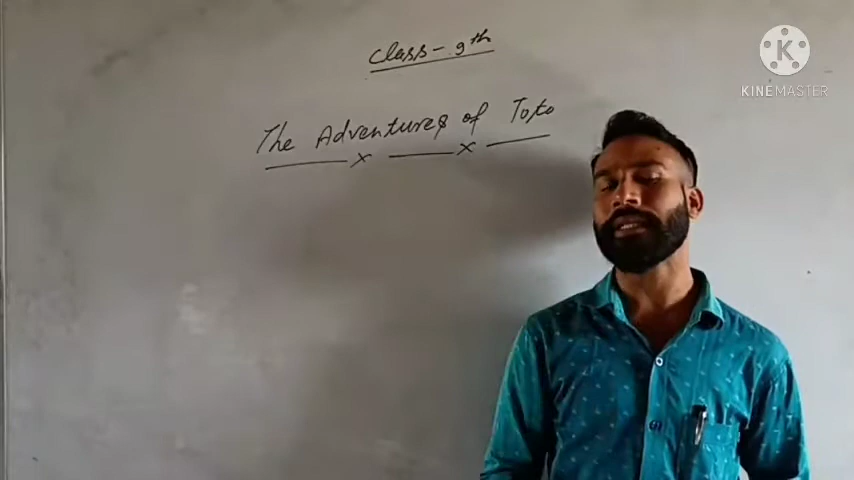 Class - 9th
The Adventures of Toto
K
KINEMASTER